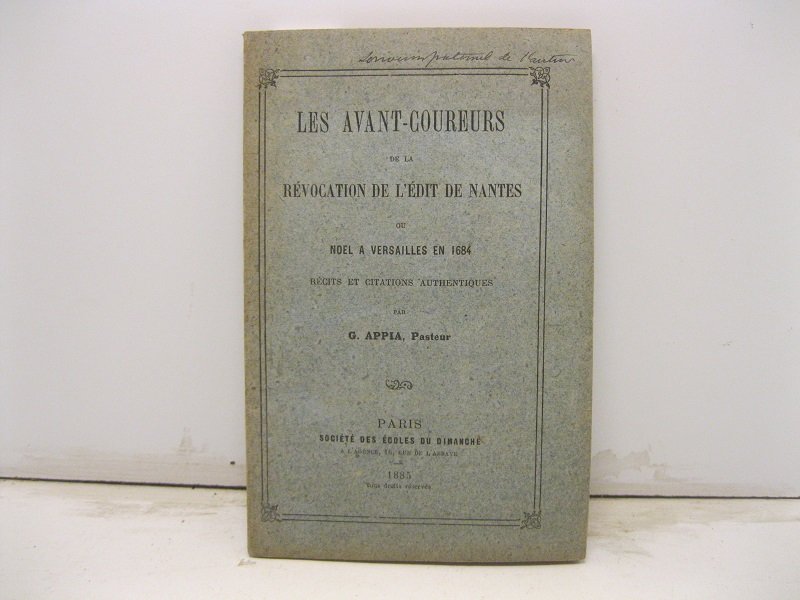 Souvenir paternel de l'auteur
LES AVANT-COUREURS
DE LA
RÉVOCATION DE L'ÉDIT DE NANTES
OU
NOEL A VERSAILLES EN 1684
RÉCITS ET CITATIONS AUTHENTIQUES
PAR
G. APPIA, Pasteur
PARIS
SOCIÉTÉ DES ÉCOLES DU DIMANCHE
A L'AGENCE, RUE DE L'ABBAYE
1885
Tous droits réservés